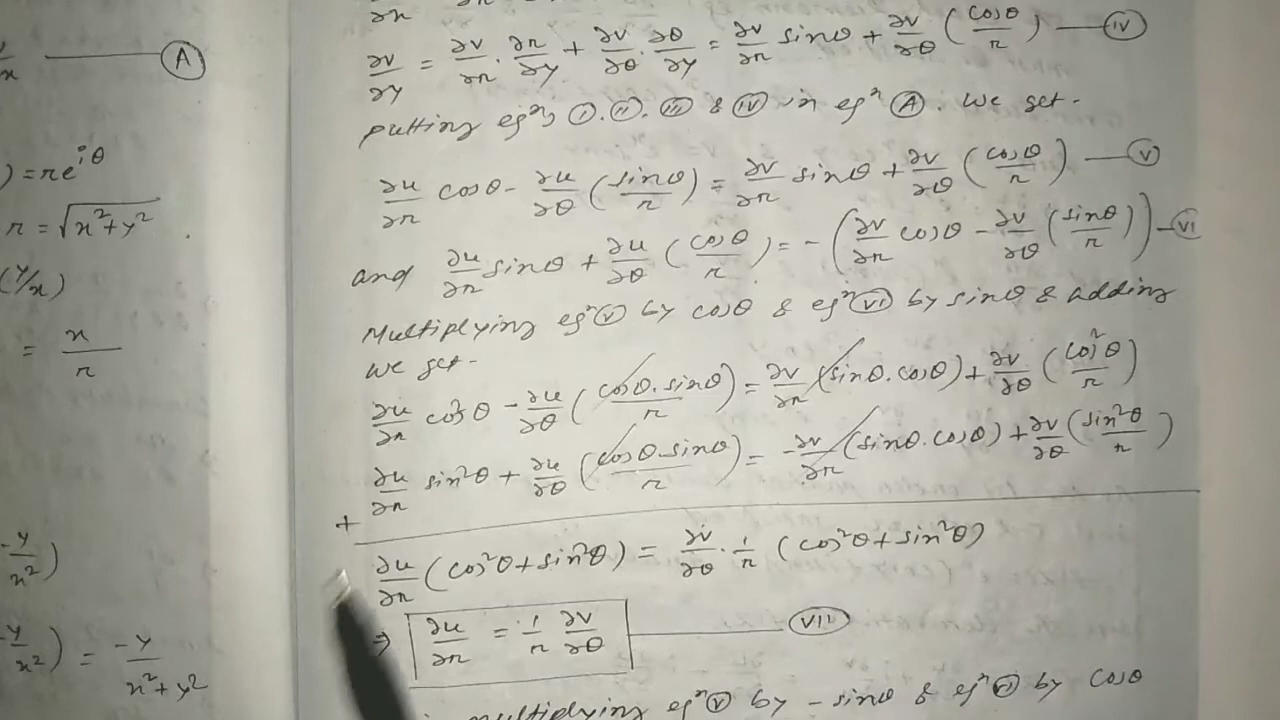 y/x —— (A)
) = re^{iθ}
r = √(x²+y²) .
(y/x)
= x/r
-y/x²)
-y/x²) = -y/(x²+y²)
∂v/∂y = ∂v/∂r · ∂r/∂y + ∂v/∂θ · ∂θ/∂y = ∂v/∂r sinθ + ∂v/∂θ (cosθ/r) —— (IV)
putting eqⁿs (I). (II). (III) & (IV) in eqⁿ (A). We get -
∂u/∂r cosθ - ∂u/∂θ (sinθ/r) = ∂v/∂r sinθ + ∂v/∂θ (cosθ/r) —— (V)
and ∂u/∂r sinθ + ∂u/∂θ (cosθ/r) = - (∂v/∂r cosθ - ∂v/∂θ (sinθ/r)) — (VI)
Multiplying eqⁿ (V) by cosθ & eqⁿ (VI) by sinθ & adding
we get -
∂u/∂r cos²θ - ∂u/∂θ (cosθ.sinθ/r) = ∂v/∂r (sinθ.cosθ) + ∂v/∂θ (cos²θ/r)
∂u/∂r sin²θ + ∂u/∂θ (cosθ.sinθ/r) = -∂v/∂r (sinθ.cosθ) + ∂v/∂θ (sin²θ/r)
+
∂u/∂r (cos²θ + sin²θ) = ∂v/∂θ · 1/r (cos²θ + sin²θ)
⇒ ∂u/∂r = 1/r ∂v/∂θ —— (VII)
multiplying eqⁿ (V) by - sinθ & eqⁿ (VI) by cosθ